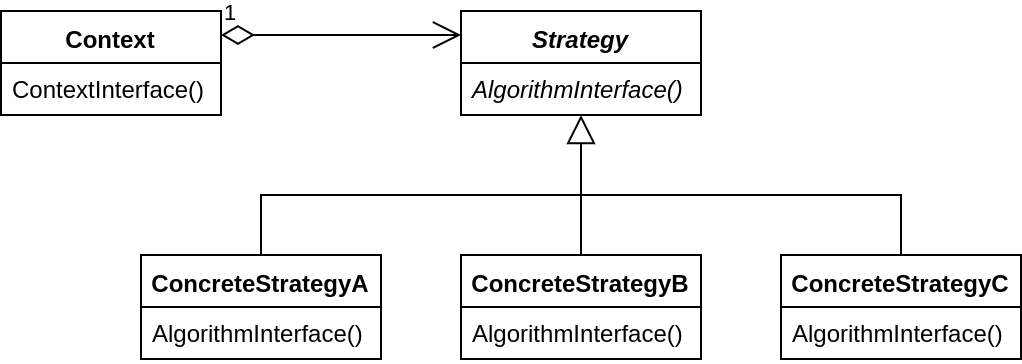 1
Context
Strategy
ContextInterface()
AlgorithmInterface()
ConcreteStrategyA
ConcreteStrategyB
ConcreteStrategyC
AlgorithmInterface()
AlgorithmInterface()
AlgorithmInterface()